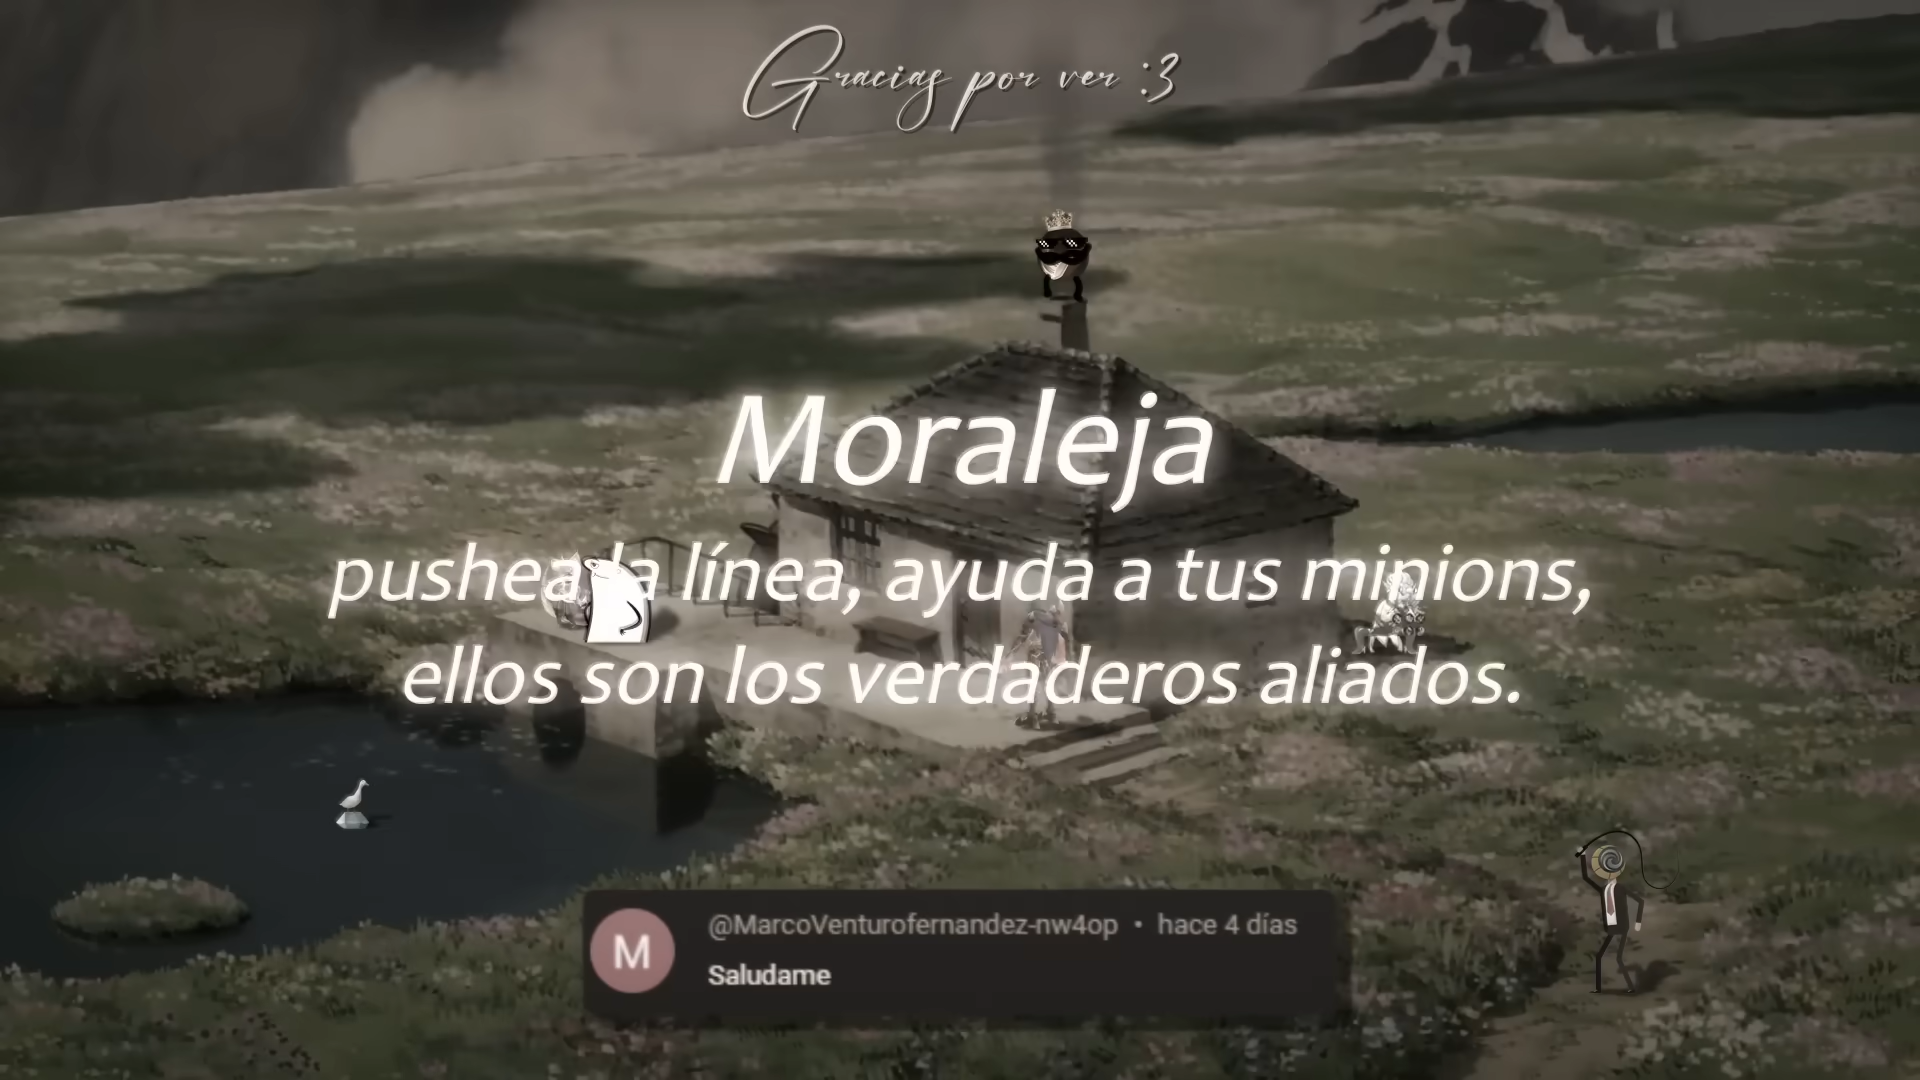 Gracias por ver :3
Moraleja
pushea la línea, ayuda a tus minions,
ellos son los verdaderos aliados.
@MarcoVenturofernandez-nw4op • hace 4 días
M
Saludame